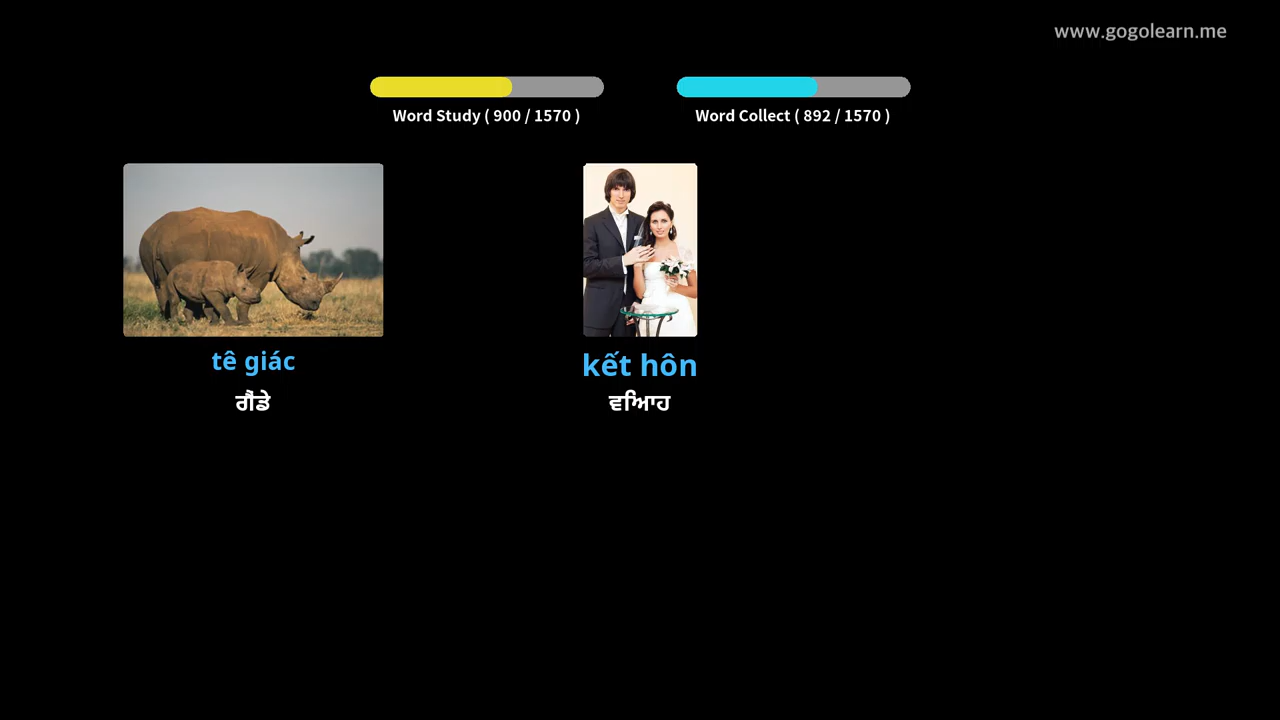 www.gogolearn.me
Word Study ( 900 / 1570 )
Word Collect ( 892 / 1570 )
tê giác
kết hôn
ਗੈਂਡੇ
ਵਿਆਹ